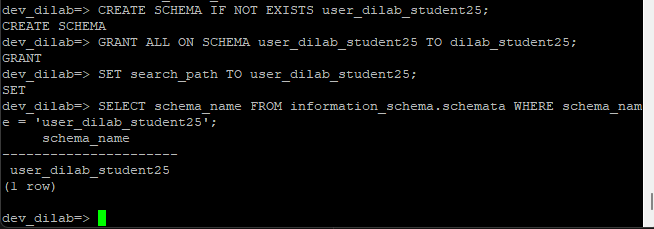 dev_dilab=> CREATE SCHEMA IF NOT EXISTS user_dilab_student25;
CREATE SCHEMA
dev_dilab=> GRANT ALL ON SCHEMA user_dilab_student25 TO dilab_student25;
GRANT
dev_dilab=> SET search_path TO user_dilab_student25;
SET
dev_dilab=> SELECT schema_name FROM information_schema.schemata WHERE schema_nam
e = 'user_dilab_student25';
     schema_name
----------------------
 user_dilab_student25
(1 row)

dev_dilab=>